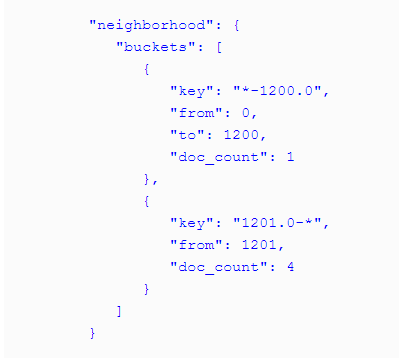 "neighborhood": {
"buckets": [
{
"key": "*-1200.0",
"from": 0,
"to": 1200,
"doc_count": 1
},
{
"key": "1201.0-*",
"from": 1201,
"doc_count": 4
}
]
}